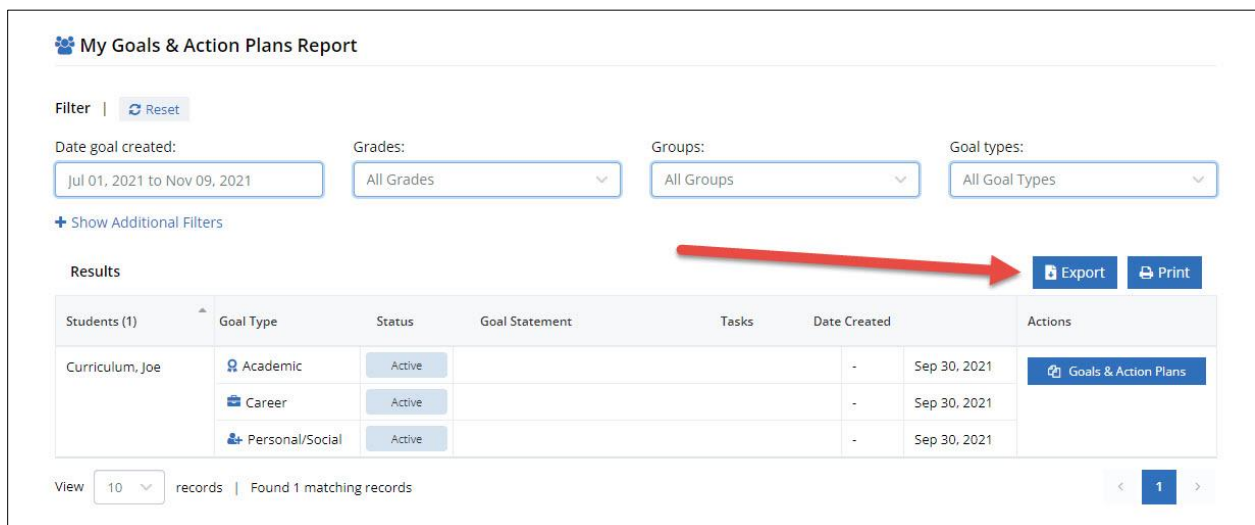 My Goals & Action Plans Report
Filter | Reset
Date goal created: Grades: Groups: Goal types:
Jul 01, 2021 to Nov 09, 2021 All Grades All Groups All Goal Types
+ Show Additional Filters
Results Export Print
Students (1) Goal Type Status Goal Statement Tasks Date Created Actions
Curriculum, Joe Academic Active - Sep 30, 2021 Goals & Action Plans
Career Active - Sep 30, 2021
Personal/Social Active - Sep 30, 2021
View 10 records | Found 1 matching records < 1 >